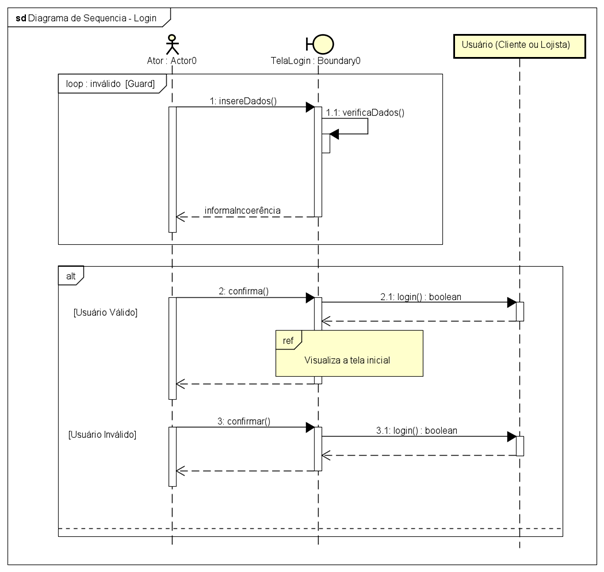 sd Diagrama de Sequencia - Login
Ator : Actor0
TelaLogin : Boundary0
Usuário (Cliente ou Lojista)
loop : inválido [Guard]
1: insereDados()
1.1: verificaDados()
informaIncoerência
alt
2: confirma()
2.1: login() : boolean
[Usuário Válido]
ref
Visualiza a tela inicial
3: confirmar()
3.1: login() : boolean
[Usuário Inválido]